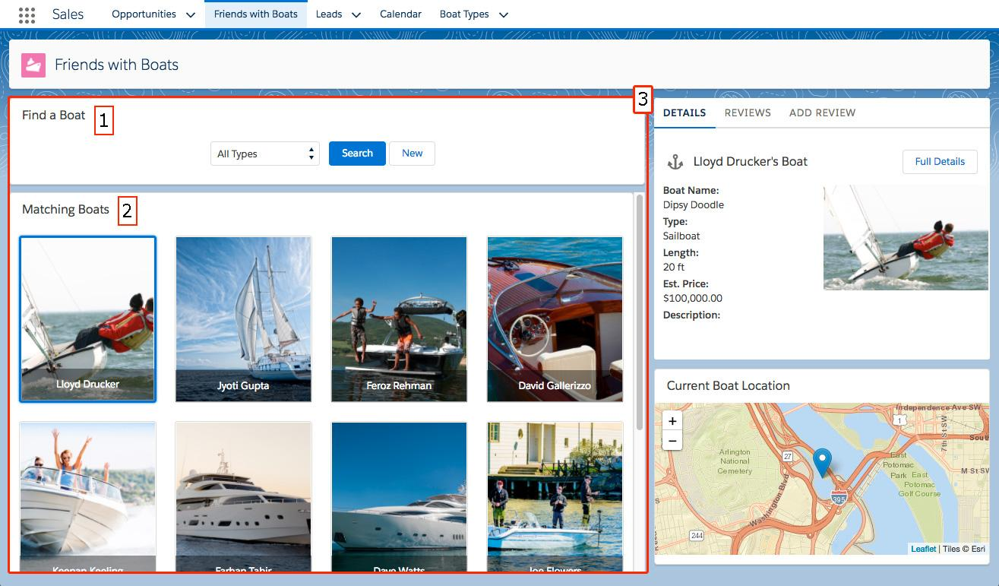 Sales
Opportunities
Friends with Boats
Leads
Calendar
Boat Types
Friends with Boats
3
Find a Boat
1
All Types
Search
New
Matching Boats
2
Lloyd Drucker
Jyoti Gupta
Feroz Rehman
David Gallerizzo
Keenan Keeling
Farhan Tahir
Dave Watts
Joe Flowers
DETAILS
REVIEWS
ADD REVIEW
Lloyd Drucker's Boat
Full Details
Boat Name:
Dipsy Doodle
Type:
Sailboat
Length:
20 ft
Est. Price:
$100,000.00
Description:
Current Boat Location
+
−
Independence Ave SW
1
7th St SW
South
Arlington
National
Cemetery
27
East
Potomac
Park
East
Potomac
Golf Course
M St SW
Washington Blvd
395
244
Leaflet | Tiles © Esri